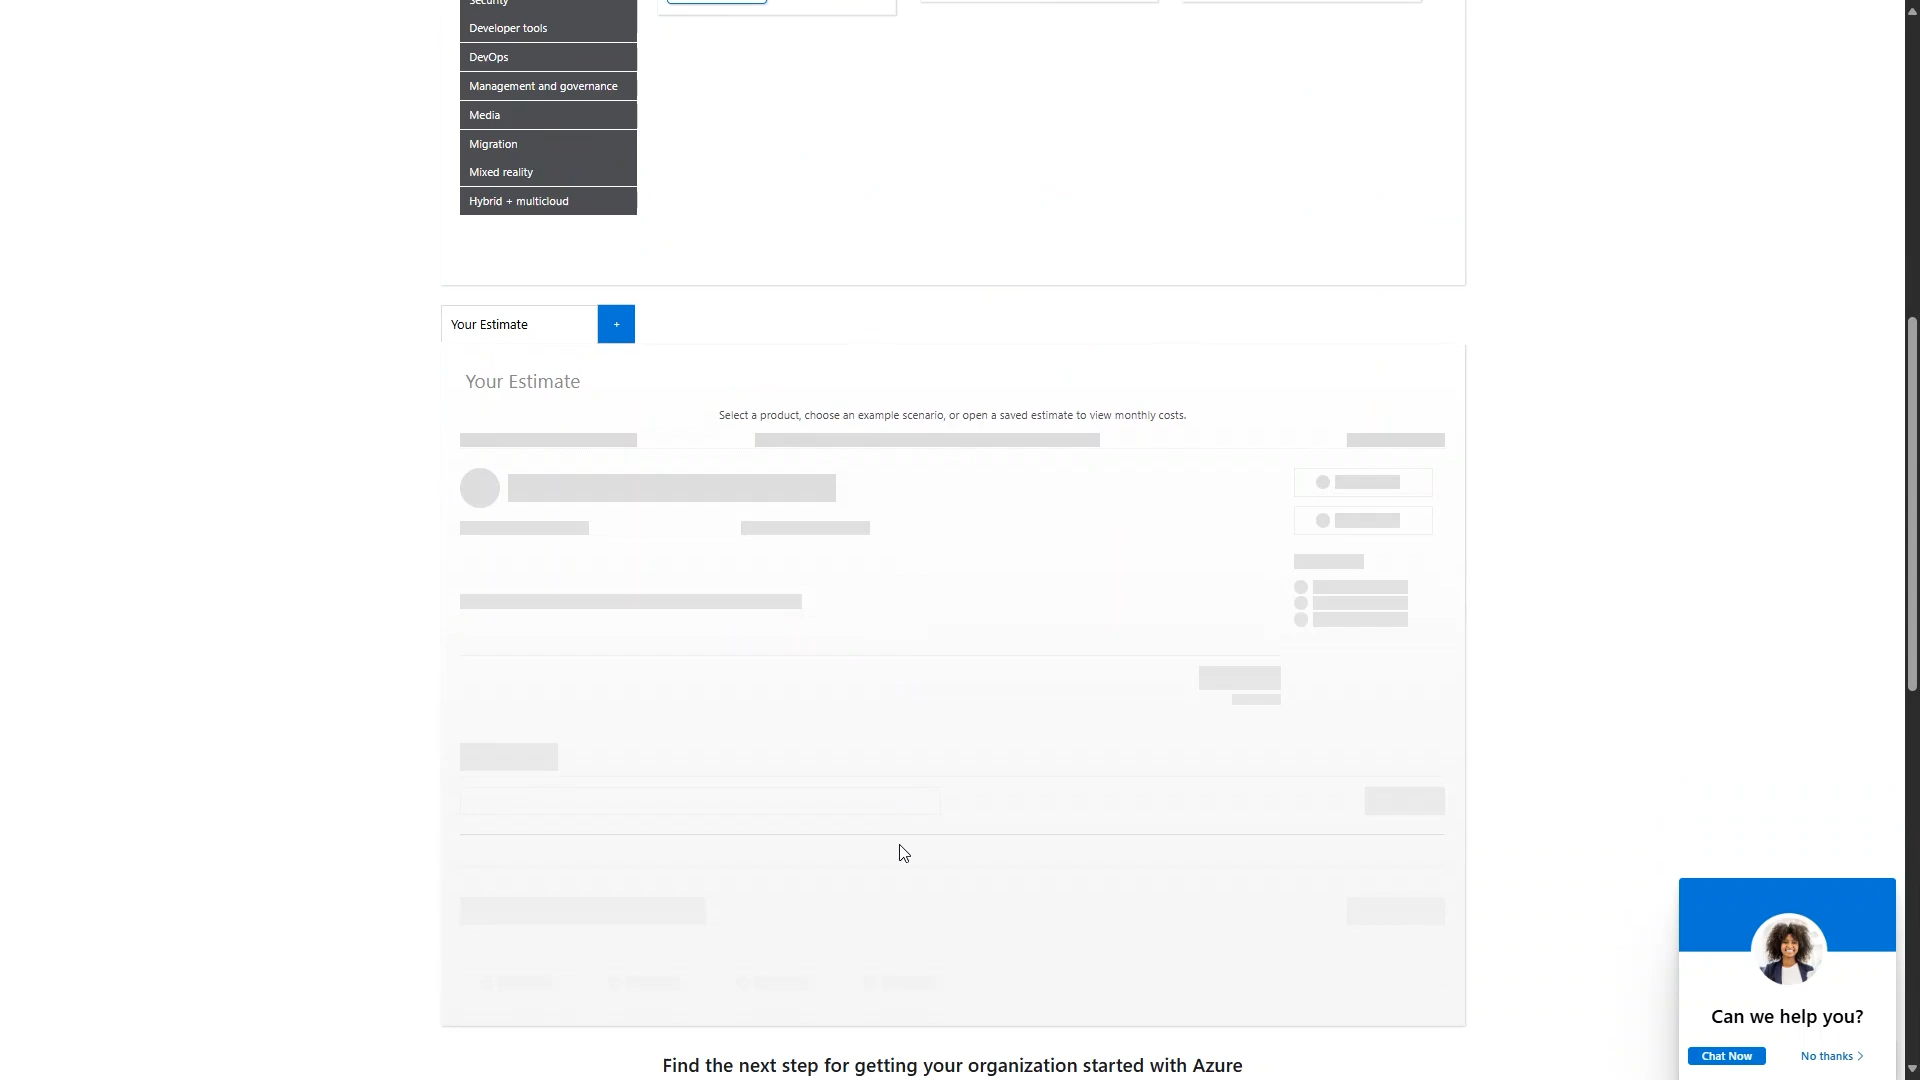 Security
Developer tools
DevOps
Management and governance
Media
Migration
Mixed reality
Hybrid + multicloud
Your Estimate
+
Your Estimate
Select a product, choose an example scenario, or open a saved estimate to view monthly costs.
Can we help you?
Chat Now
No thanks
Find the next step for getting your organization started with Azure